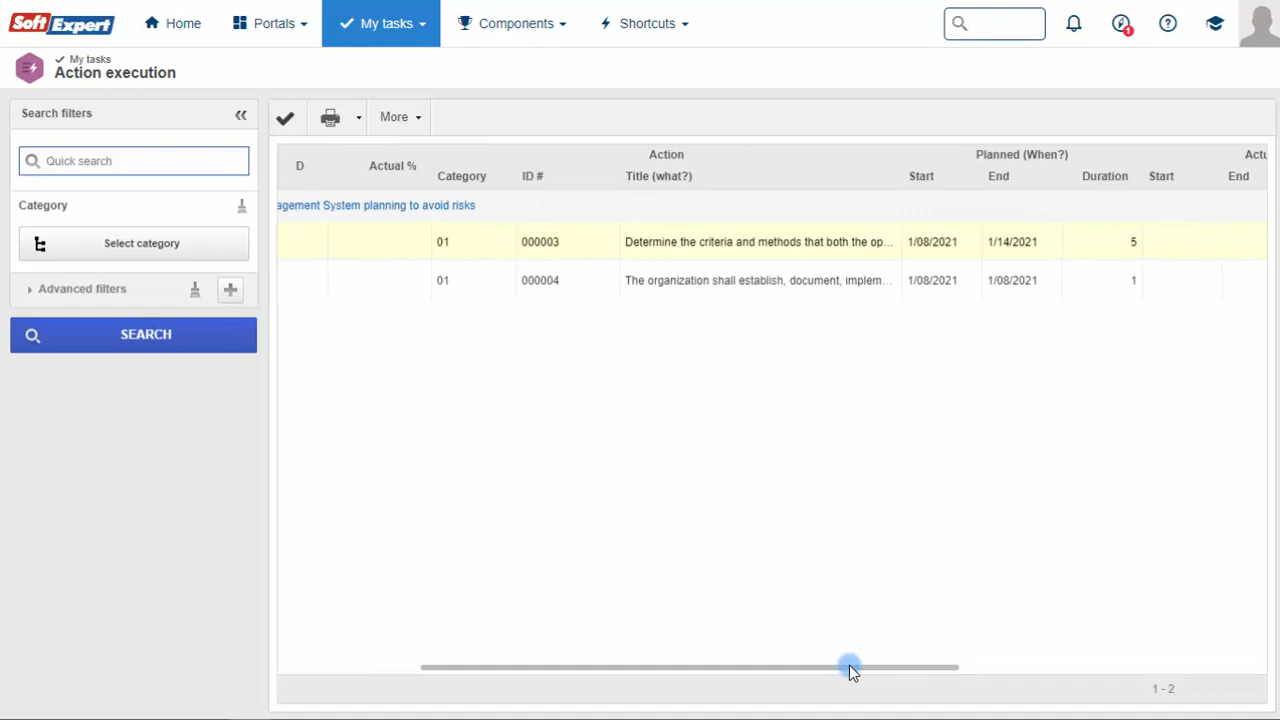 SoftExpert Home Portals My tasks Components Shortcuts 1
My tasks
Action execution
Search filters
Quick search
Category
Select category
Advanced filters
SEARCH
More
Action Planned (When?) Actu
D Actual % Category ID # Title (what?) Start End Duration Start End
agement System planning to avoid risks
01 000003 Determine the criteria and methods that both the op... 1/08/2021 1/14/2021 5
01 000004 The organization shall establish, document, implem... 1/08/2021 1/08/2021 1
1 - 2